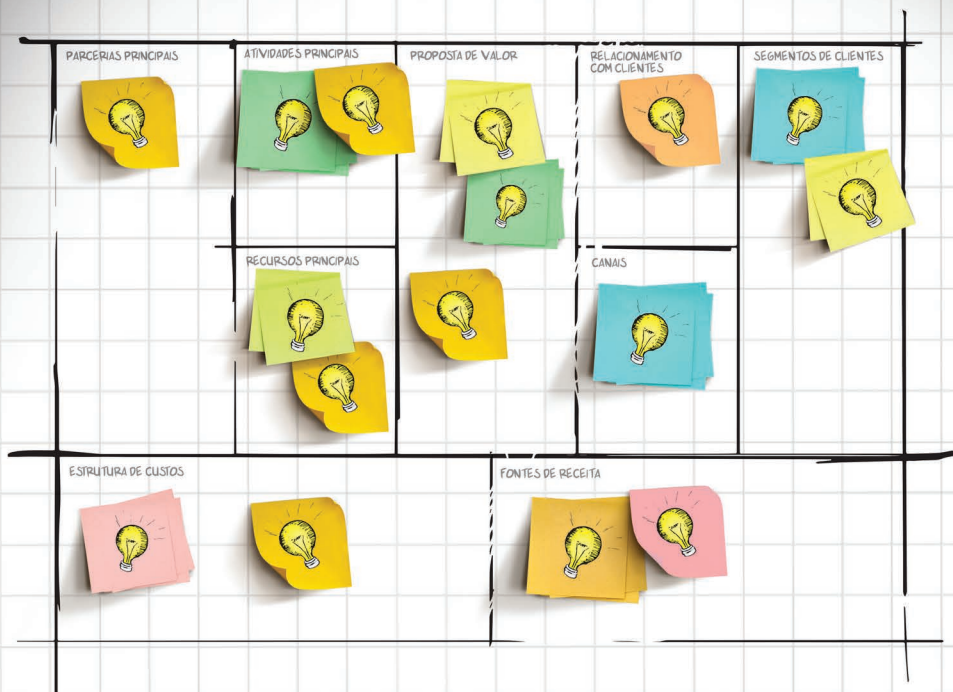 PARCERIAS PRINCIPAIS
ATIVIDADES PRINCIPAIS
PROPOSTA DE VALOR
RELACIONAMENTO
COM CLIENTES
SEGMENTOS DE CLIENTES
RECURSOS PRINCIPAIS
CANAIS
ESTRUTURA DE CUSTOS
FONTES DE RECEITA